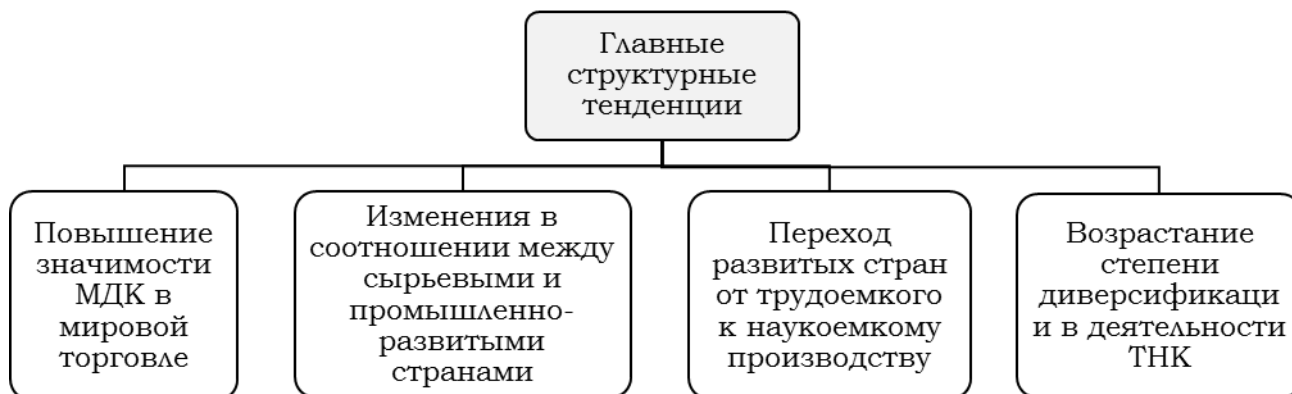 Главные
структурные
тенденции
Повышение
значимости
МДК в
мировой
торговле
Изменения в
соотношении между
сырьевыми и
промышленно-
развитыми
странами
Переход
развитых стран
от трудоемкого
к наукоемкому
производству
Возрастание
степени
диверсификаци
и в деятельности
ТНК